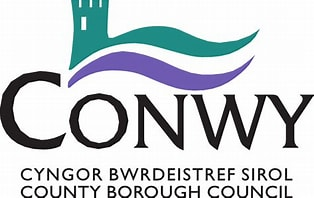 CONWY
CYNGOR BWRDEISTREF SIROL
COUNTY BOROUGH COUNCIL